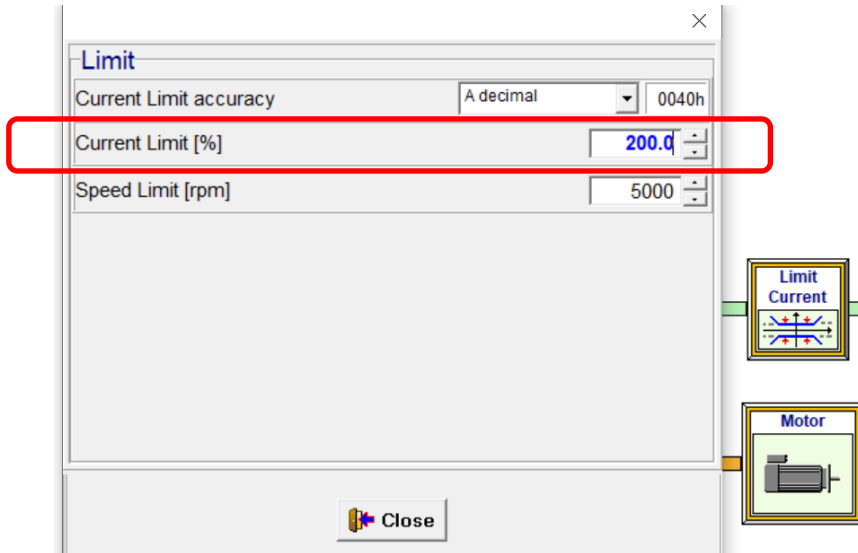 Limit
Current Limit accuracy A decimal 0040h
Current Limit [%] 200.0
Speed Limit [rpm] 5000
Limit
Current
Motor
Close